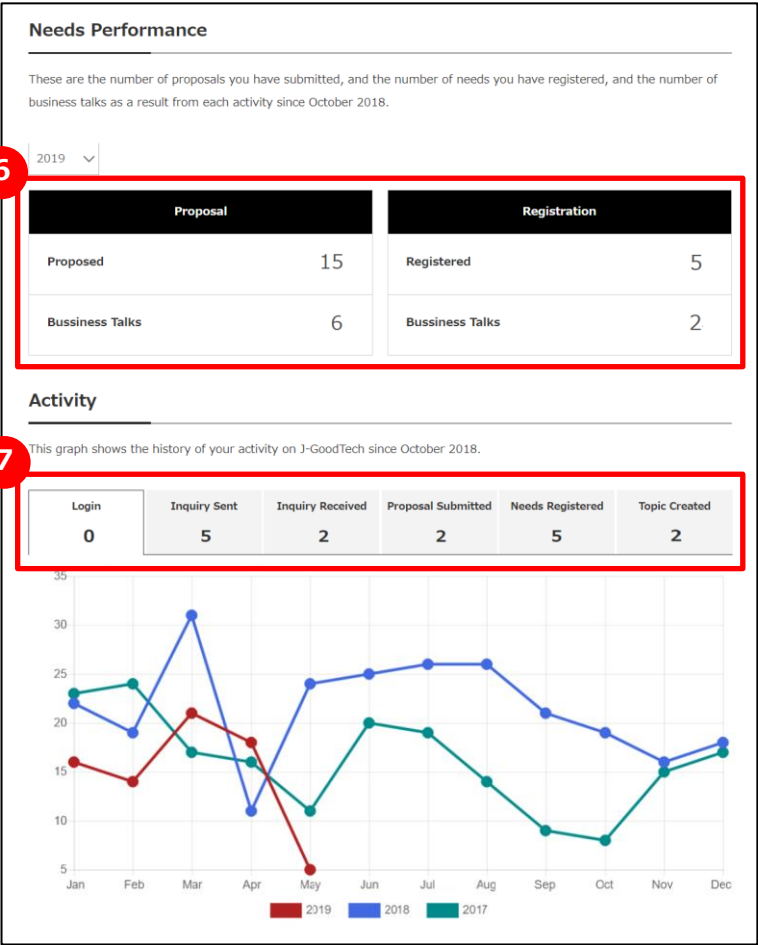 Needs Performance
These are the number of proposals you have submitted, and the number of needs you have registered, and the number of
business talks as a result from each activity since October 2018.
2019
6
Proposal
Registration
Proposed 15
Registered 5
Bussiness Talks 6
Bussiness Talks 2
Activity
This graph shows the history of your activity on J-GoodTech since October 2018.
7
Login Inquiry Sent Inquiry Received Proposal Submitted Needs Registered Topic Created
0 5 2 2 5 2
35
30
25
20
15
10
5
Jan Feb Mar Apr May Jun Jul Aug Sep Oct Nov Dec
2019 2018 2017